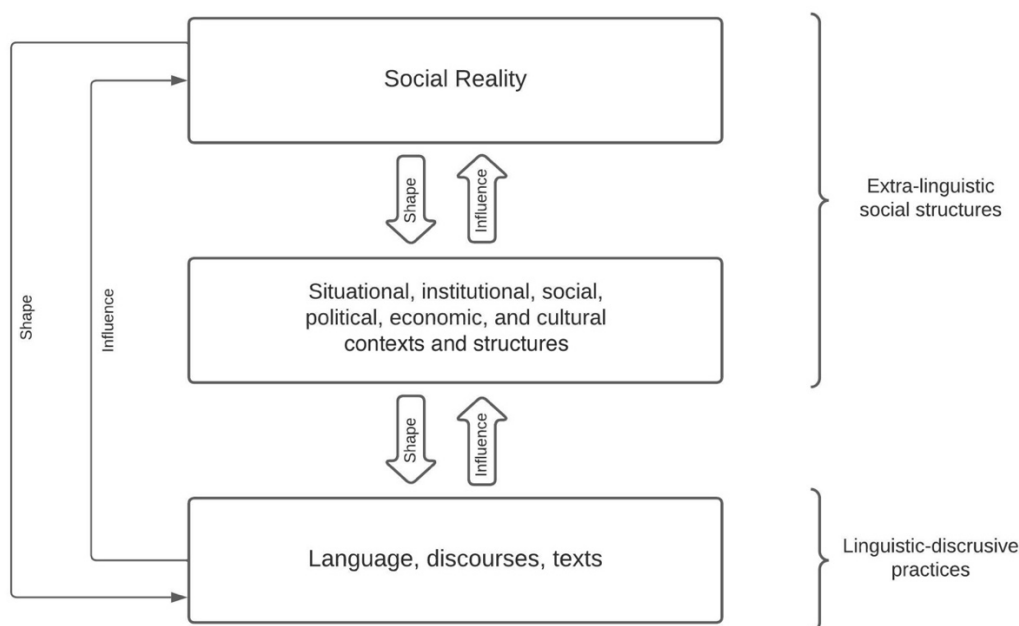 Social Reality
Shape
Influence
Extra-linguistic
social structures
Situational, institutional, social,
political, economic, and cultural
contexts and structures
Shape
Influence
Shape
Influence
Language, discourses, texts
Linguistic-discrusive
practices